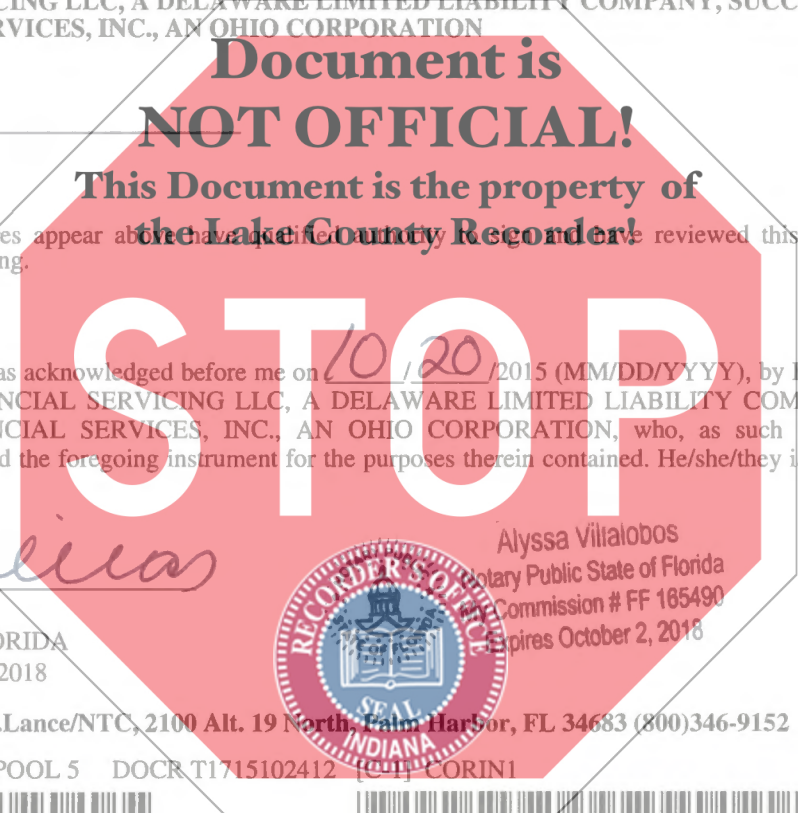 CING LLC, A DELAWARE LIMITED LIABILITY COMPANY, SUCC
RVICES, INC., AN OHIO CORPORATION
Document is
NOT OFFICIAL!
This Document is the property of
the Lake County Recorder!
es appear above have qualified authority to sign and have reviewed this
ng.
STOP
as acknowledged before me on 10 / 20 /2015 (MM/DD/YYYY), by
NCIAL SERVICING LLC, A DELAWARE LIMITED LIABILITY COM
NCIAL SERVICES, INC., AN OHIO CORPORATION, who, as such
d the foregoing instrument for the purposes therein contained. He/she/they i
Alyssa Villalobos
Notary Public State of Florida
My Commission # FF 165490
Expires October 2, 2018
RECORDER'S OFFICE
SEAL
INDIANA
ORIDA
2018
.Lance/NTC, 2100 Alt. 19 North, Palm Harbor, FL 34683 (800)346-9152
POOL 5 DOCR T1715102412 [C-1] CORIN1